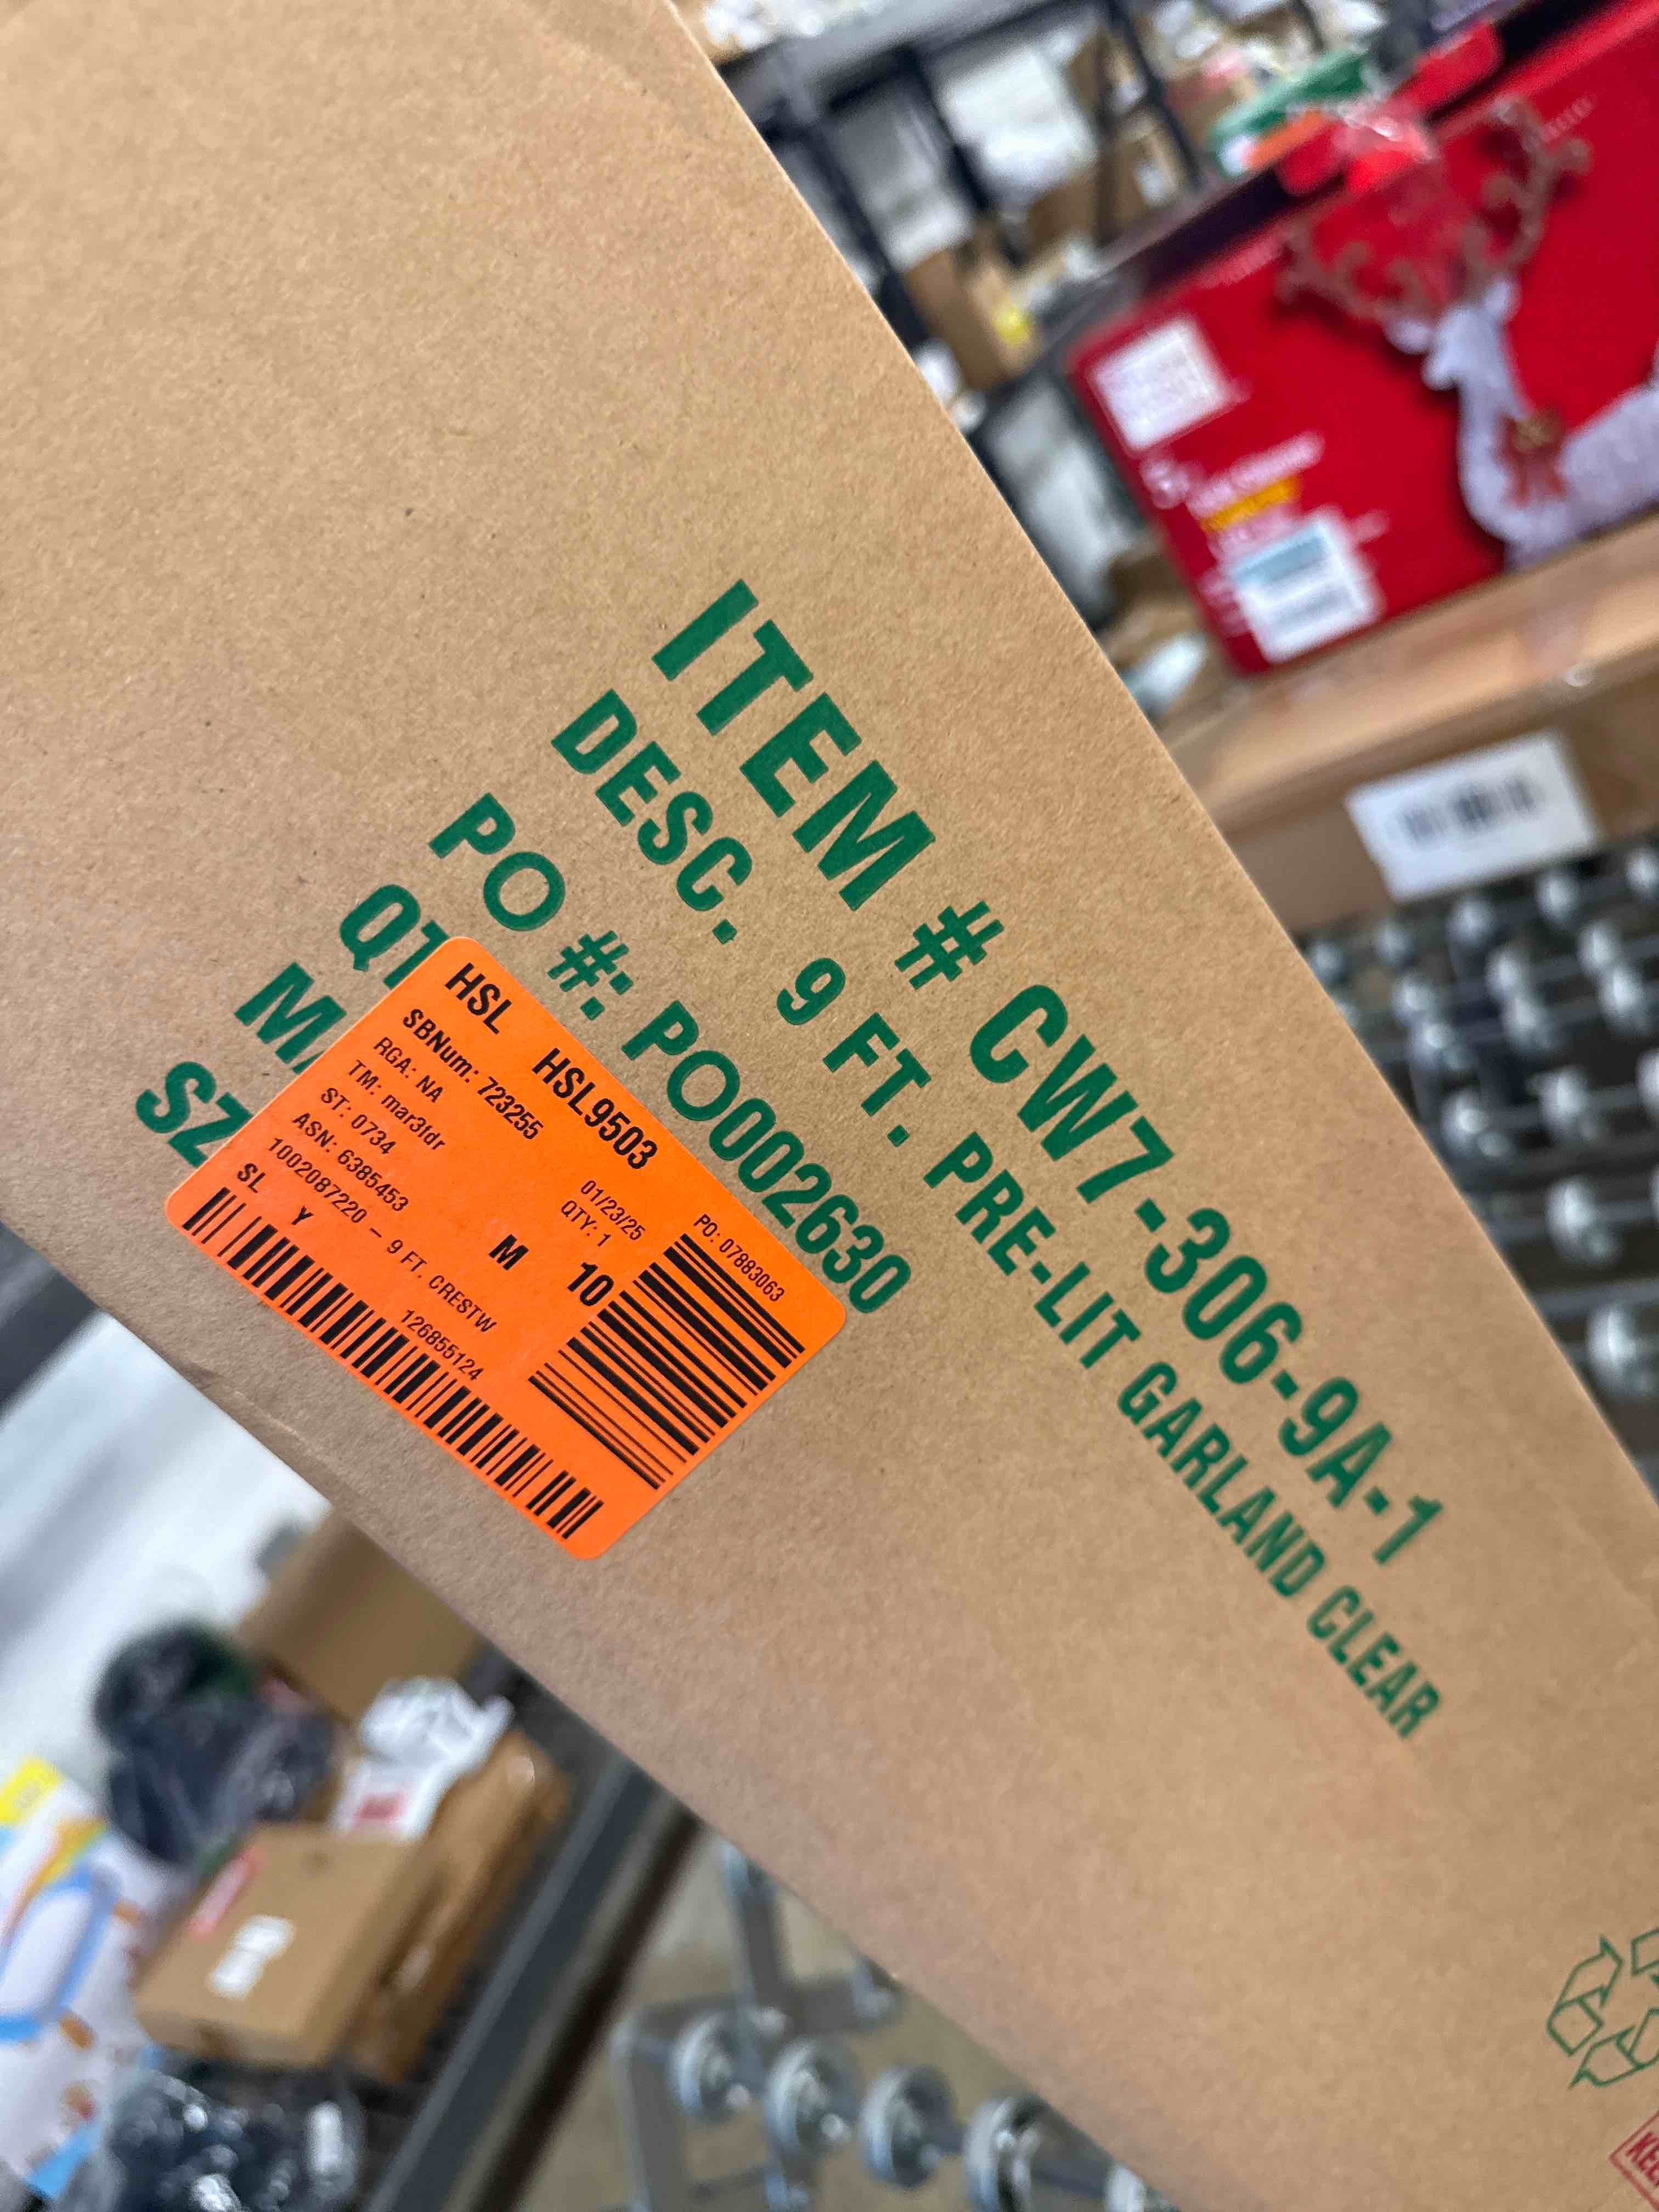 ITEM # CW7-306-9A-1
DESC. 9 FT. PRE-LIT GARLAND CLEAR
PO #: PO002630
HSL HSL9503
SBNum: 723255
RGA: NA
TM: mar3fdr
ST: 0734
ASN: 6385453
1002087220 – 9 FT. CRESTW
SL Y M 10
01/23/25
QTY: 1
PO: 07883063
126855124